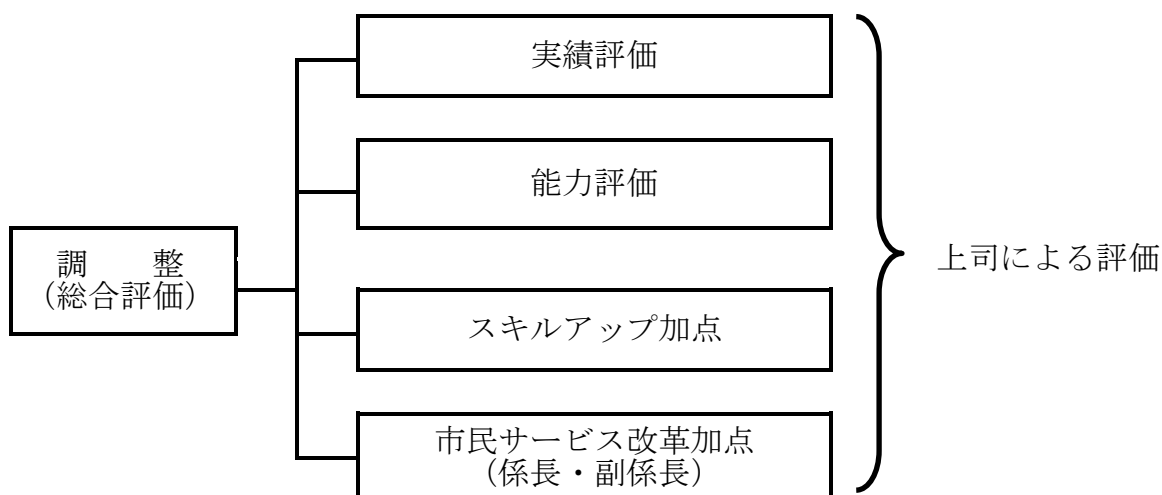 実績評価
能力評価
調　　整
（総合評価）
上司による評価
スキルアップ加点
市民サービス改革加点
（係長・副係長）